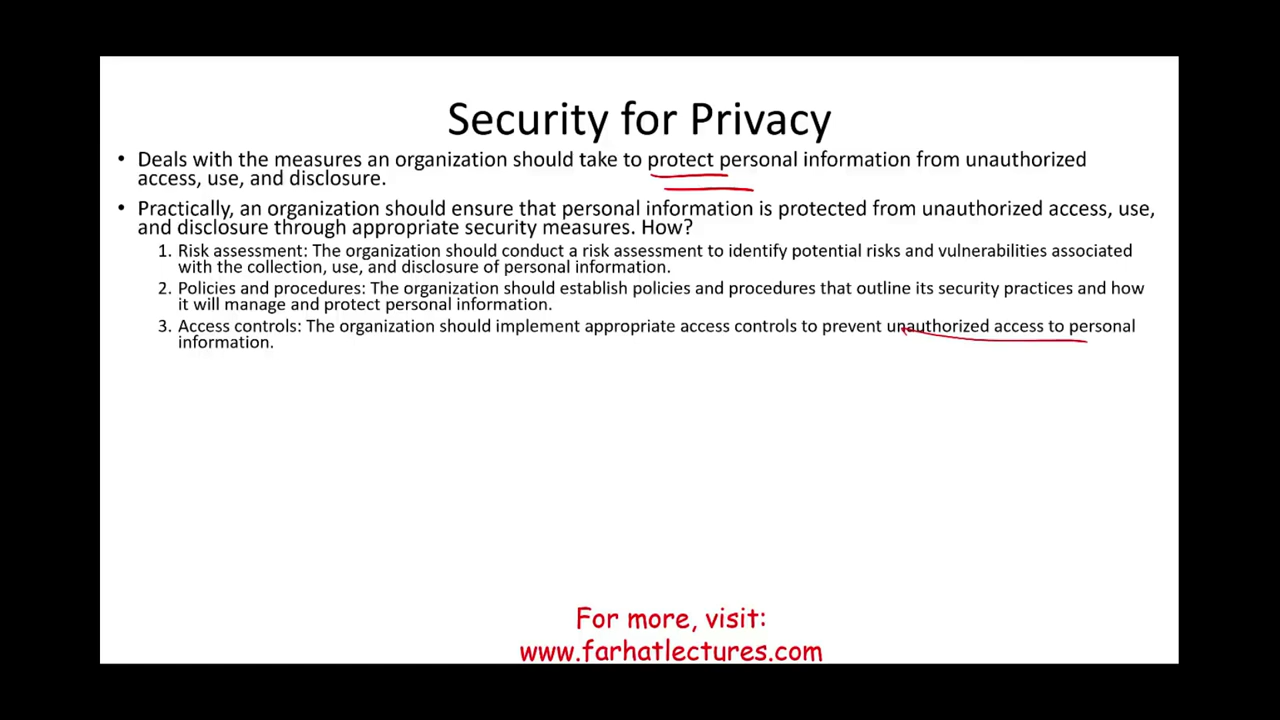 Security for Privacy
• Deals with the measures an organization should take to protect personal information from unauthorized
access, use, and disclosure.
• Practically, an organization should ensure that personal information is protected from unauthorized access, use,
and disclosure through appropriate security measures. How?
1. Risk assessment: The organization should conduct a risk assessment to identify potential risks and vulnerabilities associated
with the collection, use, and disclosure of personal information.
2. Policies and procedures: The organization should establish policies and procedures that outline its security practices and how
it will manage and protect personal information.
3. Access controls: The organization should implement appropriate access controls to prevent unauthorized access to personal
information.
For more, visit:
www.farhatlectures.com